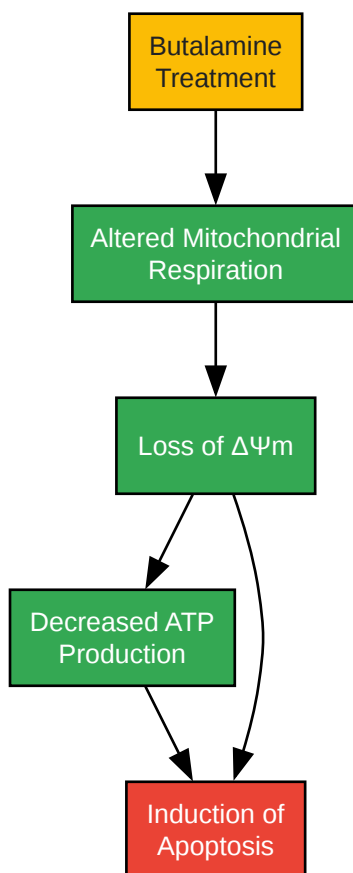 Butalamine
Treatment
Altered Mitochondrial
Respiration
Loss of ΔΨm
Decreased ATP
Production
Induction of
Apoptosis